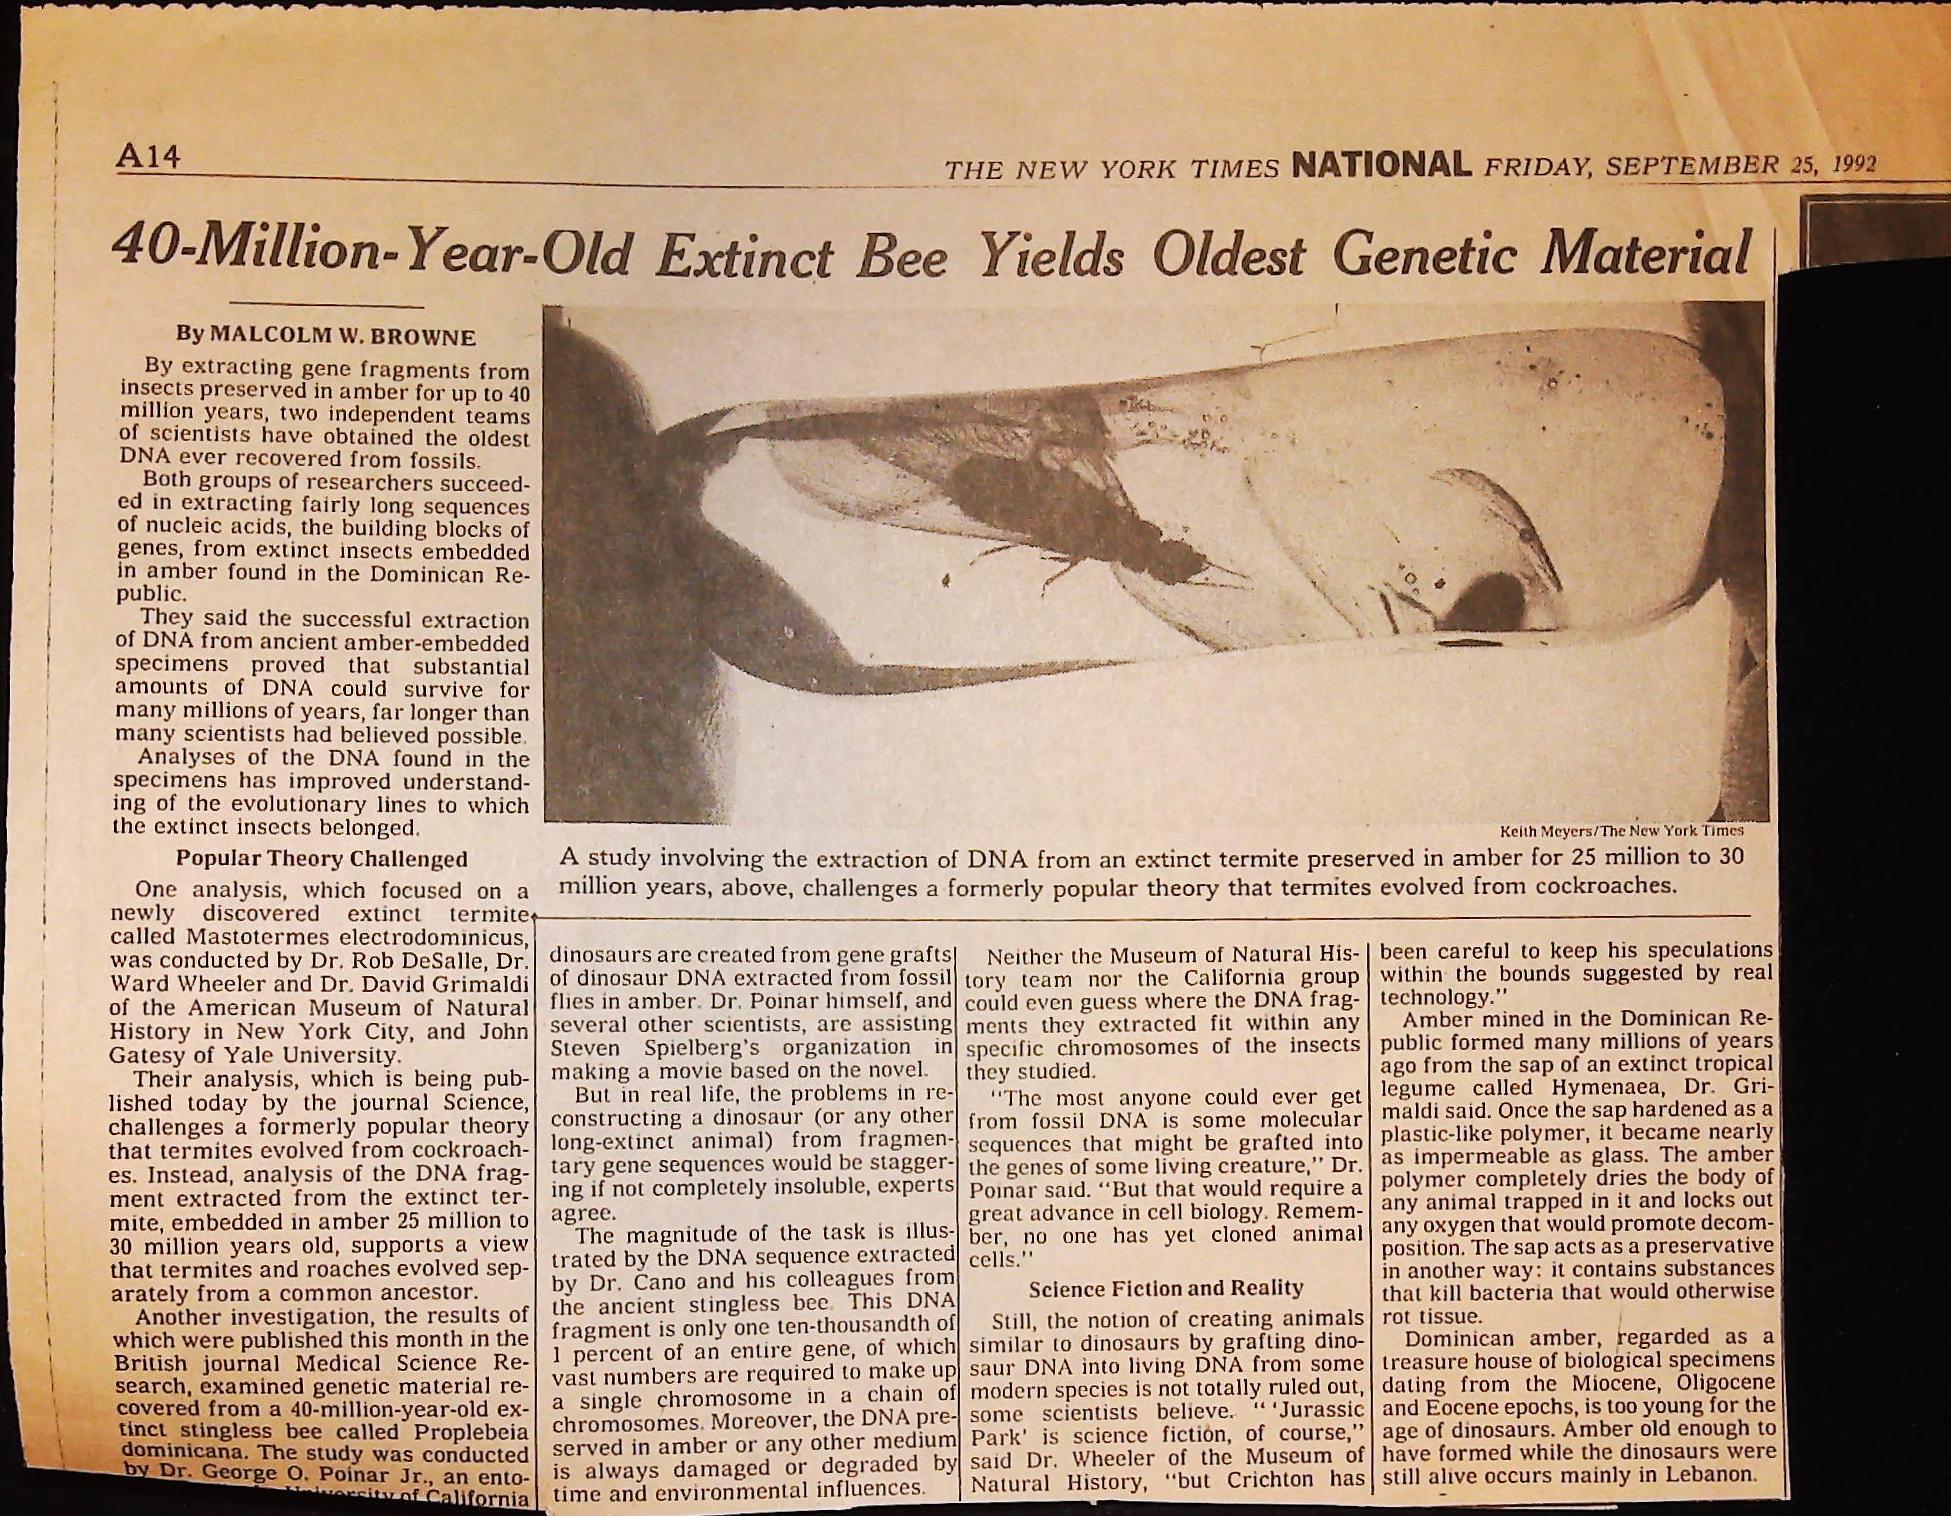 A14
THE NEW YORK TIMES NATIONAL FRIDAY, SEPTEMBER 25, 1992
40-Million-Year-Old Extinct Bee Yields Oldest Genetic Material
By MALCOLM W. BROWNE
By extracting gene fragments from
insects preserved in amber for up to 40
million years, two independent teams
of scientists have obtained the oldest
DNA ever recovered from fossils.
Both groups of researchers succeed-
ed in extracting fairly long sequences
of nucleic acids, the building blocks of
genes, from extinct insects embedded
in amber found in the Dominican Re-
public.
They said the successful extraction
of DNA from ancient amber-embedded
specimens proved that substantial
amounts of DNA could survive for
many millions of years, far longer than
many scientists had believed possible.
Analyses of the DNA found in the
specimens has improved understand-
ing of the evolutionary lines to which
the extinct insects belonged.
Popular Theory Challenged
One analysis, which focused on a
newly discovered extinct termite
called Mastotermes electrodominicus,
was conducted by Dr. Rob DeSalle, Dr.
Ward Wheeler and Dr. David Grimaldi
of the American Museum of Natural
History in New York City, and John
Gatesy of Yale University.
Their analysis, which is being pub-
lished today by the journal Science,
challenges a formerly popular theory
that termites evolved from cockroach-
es. Instead, analysis of the DNA frag-
ment extracted from the extinct ter-
mite, embedded in amber 25 million to
30 million years old, supports a view
that termites and roaches evolved sep-
arately from a common ancestor.
Another investigation, the results of
which were published this month in the
British journal Medical Science Re-
search, examined genetic material re-
covered from a 40-million-year-old ex-
tinct stingless bee called Proplebeia
dominicana. The study was conducted
by Dr. George O. Poinar Jr., an ento-
University of California
Keith Meyers/The New York Times
A study involving the extraction of DNA from an extinct termite preserved in amber for 25 million to 30
million years, above, challenges a formerly popular theory that termites evolved from cockroaches.
dinosaurs are created from gene grafts
of dinosaur DNA extracted from fossil
flies in amber. Dr. Poinar himself, and
several other scientists, are assisting
Steven Spielberg's organization in
making a movie based on the novel.
But in real life, the problems in re-
constructing a dinosaur (or any other
long-extinct animal) from fragmen-
tary gene sequences would be stagger-
ing if not completely insoluble, experts
agree.
The magnitude of the task is illus-
trated by the DNA sequence extracted
by Dr. Cano and his colleagues from
the ancient stingless bee. This DNA
fragment is only one ten-thousandth of
1 percent of an entire gene, of which
vast numbers are required to make up
a single chromosome in a chain of
chromosomes. Moreover, the DNA pre-
served in amber or any other medium
is always damaged or degraded by
time and environmental influences.
Neither the Museum of Natural His-
tory team nor the California group
could even guess where the DNA frag-
ments they extracted fit within any
specific chromosomes of the insects
they studied.
"The most anyone could ever get
from fossil DNA is some molecular
sequences that might be grafted into
the genes of some living creature," Dr.
Poinar said. "But that would require a
great advance in cell biology. Remem-
ber, no one has yet cloned animal
cells."
Science Fiction and Reality
Still, the notion of creating animals
similar to dinosaurs by grafting dino-
saur DNA into living DNA from some
modern species is not totally ruled out,
some scientists believe. " 'Jurassic
Park' is science fiction, of course,"
said Dr. Wheeler of the Museum of
Natural History, "but Crichton has
been careful to keep his speculations
within the bounds suggested by real
technology."
Amber mined in the Dominican Re-
public formed many millions of years
ago from the sap of an extinct tropical
legume called Hymenaea, Dr. Gri-
maldi said. Once the sap hardened as a
plastic-like polymer, it became nearly
as impermeable as glass. The amber
polymer completely dries the body of
any animal trapped in it and locks out
any oxygen that would promote decom-
position. The sap acts as a preservative
in another way: it contains substances
that kill bacteria that would otherwise
rot tissue.
Dominican amber, regarded as a
treasure house of biological specimens
dating from the Miocene, Oligocene
and Eocene epochs, is too young for the
age of dinosaurs. Amber old enough to
have formed while the dinosaurs were
still alive occurs mainly in Lebanon.